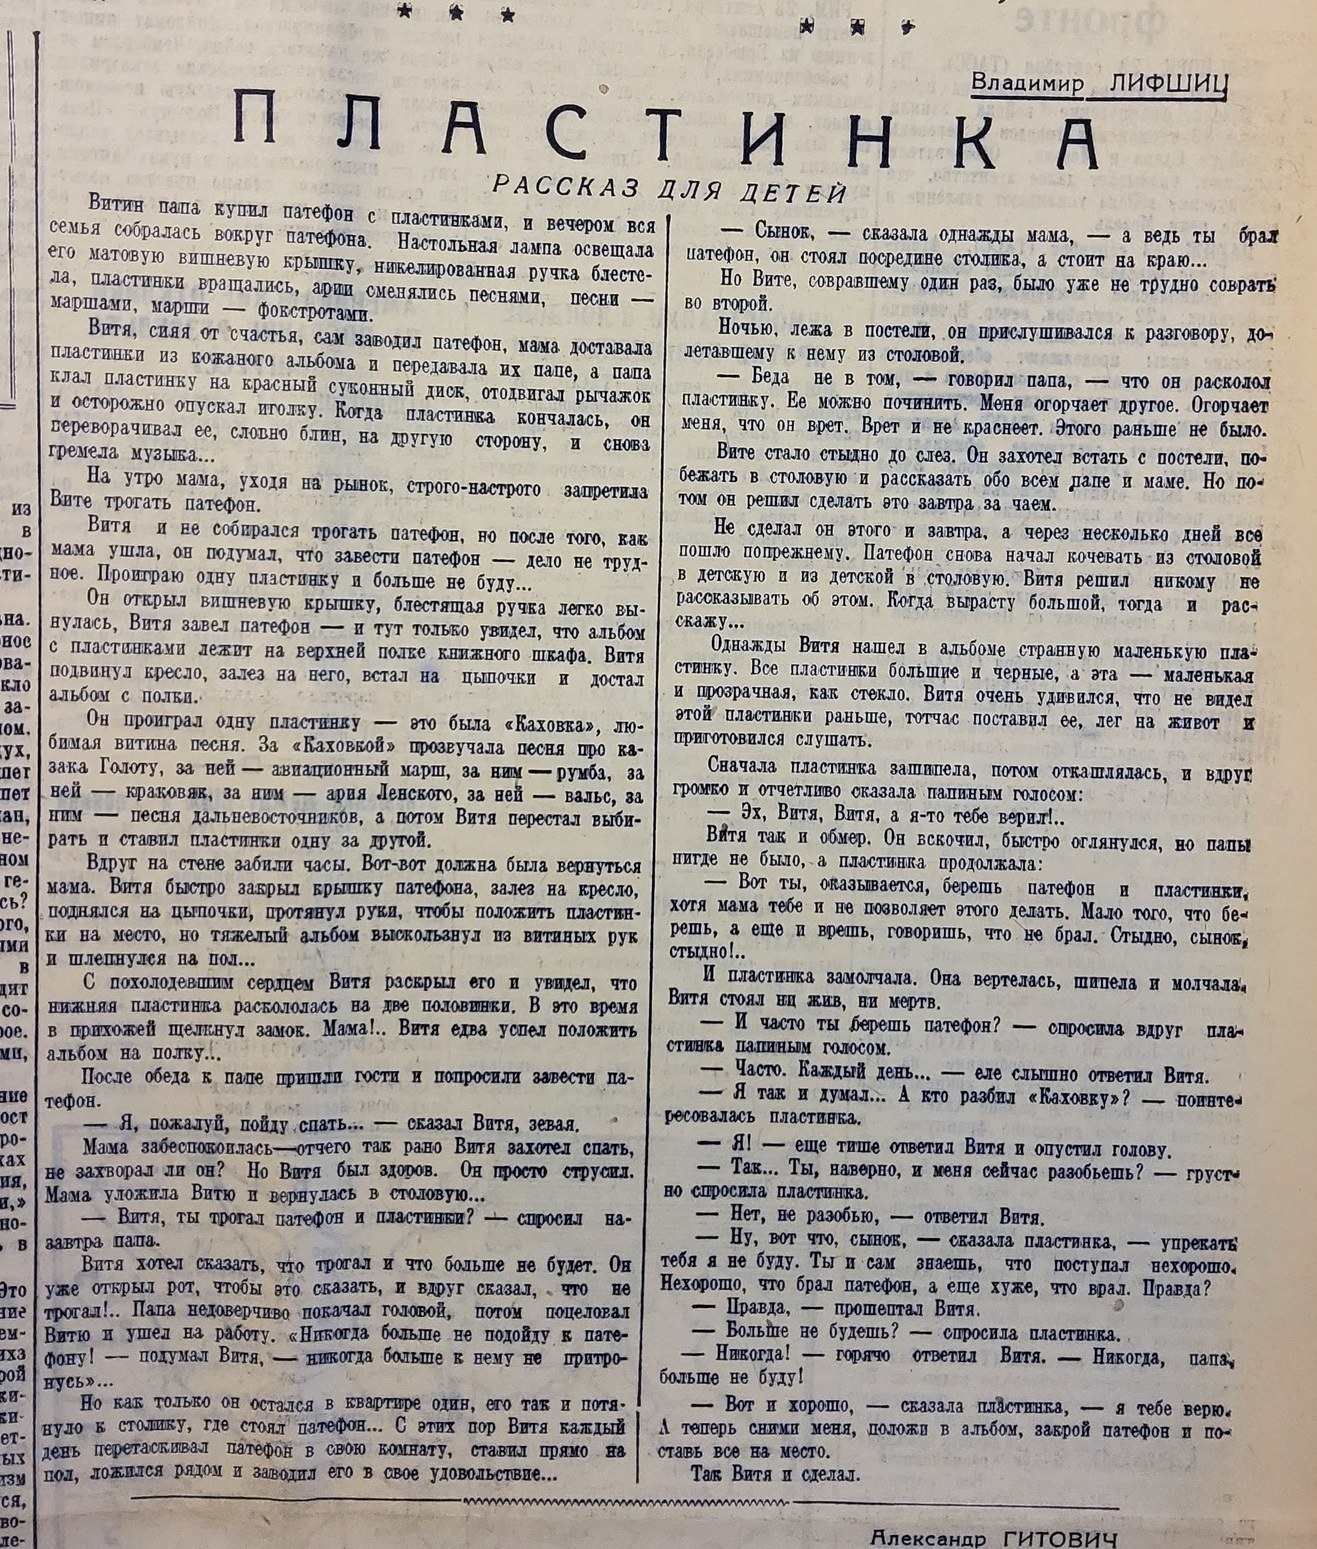 Владимир ЛИФШИЦ
ПЛАСТИНКА
РАССКАЗ ДЛЯ ДЕТЕЙ
Витин папа купил патефон с пластинками, и вечером вся
семья собралась вокруг патефона. Настольная лампа освещала
его матовую вишневую крышку, никелированная ручка блесте-
ла, пластинки вращались, арии сменялись песнями, песни —
маршами, марши — фокстротами.
Витя, сияя от счастья, сам заводил патефон, мама доставала
пластинки из кожаного альбома и передавала их папе, а папа
клал пластинку на красный суконный диск, отодвигал рычажок
и осторожно опускал иголку. Когда пластинка кончалась, он
переворачивал ее, словно блин, на другую сторону, и снова
гремела музыка...
На утро мама, уходя на рынок, строго-настрого запретила
Вите трогать патефон.
Витя и не собирался трогать патефон, но после того, как
мама ушла, он подумал, что завести патефон — дело не труд-
ное. Проиграю одну пластинку и больше не буду...
Он открыл вишневую крышку, блестящая ручка легко вы-
нулась, Витя завел патефон — и тут только увидел, что альбом
с пластинками лежит на верхней полке книжного шкафа. Витя
подвинул кресло, залез на него, встал на цыпочки и достал
альбом с полки.
Он проиграл одну пластинку — это была «Каховка», лю-
бимая витина песня. За «Каховкой» прозвучала песня про ка-
зака Голоту, за ней — авиационный марш, за ним — румба, за
ней — краковяк, за ним — ария Ленского, за ней — вальс, за
ним — песня дальневосточников, а потом Витя перестал выби-
рать и ставил пластинки одну за другой.
Вдруг на стене забили часы. Вот-вот должна была вернуться
мама. Витя быстро закрыл крышку патефона, залез на кресло,
поднялся на цыпочки, протянул руки, чтобы положить пластин-
ки на место, но тяжелый альбом выскользнул из витиных рук
и шлепнулся на пол...
С похолодевшим сердцем Витя раскрыл его и увидел, что
нижняя пластинка раскололась на две половинки. В это время
в прихожей щелкнул замок. Мама!.. Витя едва успел положить
альбом на полку...
После обеда к папе пришли гости и попросили завести па-
тефон.
— Я, пожалуй, пойду спать... — сказал Витя, зевая.
Мама забеспокоилась—отчего так рано Витя захотел спать,
не захворал ли он? Но Витя был здоров. Он просто струсил.
Мама уложила Витю и вернулась в столовую...
— Витя, ты трогал патефон и пластинки? — спросил на-
завтра папа.
Витя хотел сказать, что трогал и что больше не будет. Он
уже открыл рот, чтобы это сказать, и вдруг сказал, что не
трогал!.. Папа недоверчиво покачал головой, потом поцеловал
Витю и ушел на работу. «Никогда больше не подойду к пате-
фону! — подумал Витя, — никогда больше к нему не притро-
нусь»...
Но как только он остался в квартире один, его так и потя-
нуло к столику, где стоял патефон... С этих пор Витя каждый
день перетаскивал патефон в свою комнату, ставил прямо на
пол, ложился рядом и заводил его в свое удовольствие...
— Сынок, — сказала однажды мама, — а ведь ты брал
патефон, он стоял посредине столика, а стоит на краю...
Но Вите, совравшему один раз, было уже не трудно соврать
во второй.
Ночью, лежа в постели, он прислушивался к разговору, до-
летавшему к нему из столовой.
— Беда не в том, — говорил папа, — что он расколол
пластинку. Ее можно починить. Меня огорчает другое. Огорчает
меня, что он врет. Врет и не краснеет. Этого раньше не было.
Вите стало стыдно до слез. Он захотел встать с постели, по-
бежать в столовую и рассказать обо всем папе и маме. Но по-
том он решил сделать это завтра за чаем.
Не сделал он этого и завтра, а через несколько дней все
пошло попрежнему. Патефон снова начал кочевать из столовой
в детскую и из детской в столовую. Витя решил никому не
рассказывать об этом. Когда вырасту большой, тогда и рас-
скажу...
Однажды Витя нашел в альбоме странную маленькую пла-
стинку. Все пластинки большие и черные, а эта — маленькая
и прозрачная, как стекло. Витя очень удивился, что не видел
этой пластинки раньше, тотчас поставил ее, лег на живот и
приготовился слушать.
Сначала пластинка зашипела, потом откашлялась, и вдруг
громко и отчетливо сказала папиным голосом:
— Эх, Витя, Витя, а я-то тебе верил!..
Витя так и обмер. Он вскочил, быстро оглянулся, но папы
нигде не было, а пластинка продолжала:
— Вот ты, оказывается, берешь патефон и пластинки,
хотя мама тебе и не позволяет этого делать. Мало того, что бе-
решь, а еще и врешь, говоришь, что не брал. Стыдно, сынок,
стыдно!..
И пластинка замолчала. Она вертелась, шипела и молчала,
Витя стоял ни жив, ни мертв.
— И часто ты берешь патефон? — спросила вдруг пла-
стинка папиным голосом.
— Часто. Каждый день... — еле слышно ответил Витя.
— Я так и думал... А кто разбил «Каховку»? — поинте-
ресовалась пластинка.
— Я! — еще тише ответил Витя и опустил голову.
— Так... Ты, наверно, и меня сейчас разобьешь? — груст-
но спросила пластинка.
— Нет, не разобью, — ответил Витя.
— Ну, вот что, сынок, — сказала пластинка, — упрекать
тебя я не буду. Ты и сам знаешь, что поступал нехорошо.
Нехорошо, что брал патефон, а еще хуже, что врал. Правда?
— Правда, — прошептал Витя.
— Больше не будешь? — спросила пластинка.
— Никогда! — горячо ответил Витя. — Никогда, папа,
больше не буду!
— Вот и хорошо, — сказала пластинка, — я тебе верю.
А теперь сними меня, положи в альбом, закрой патефон и по-
ставь все на место.
Так Витя и сделал.
Александр ГИТОВИЧ